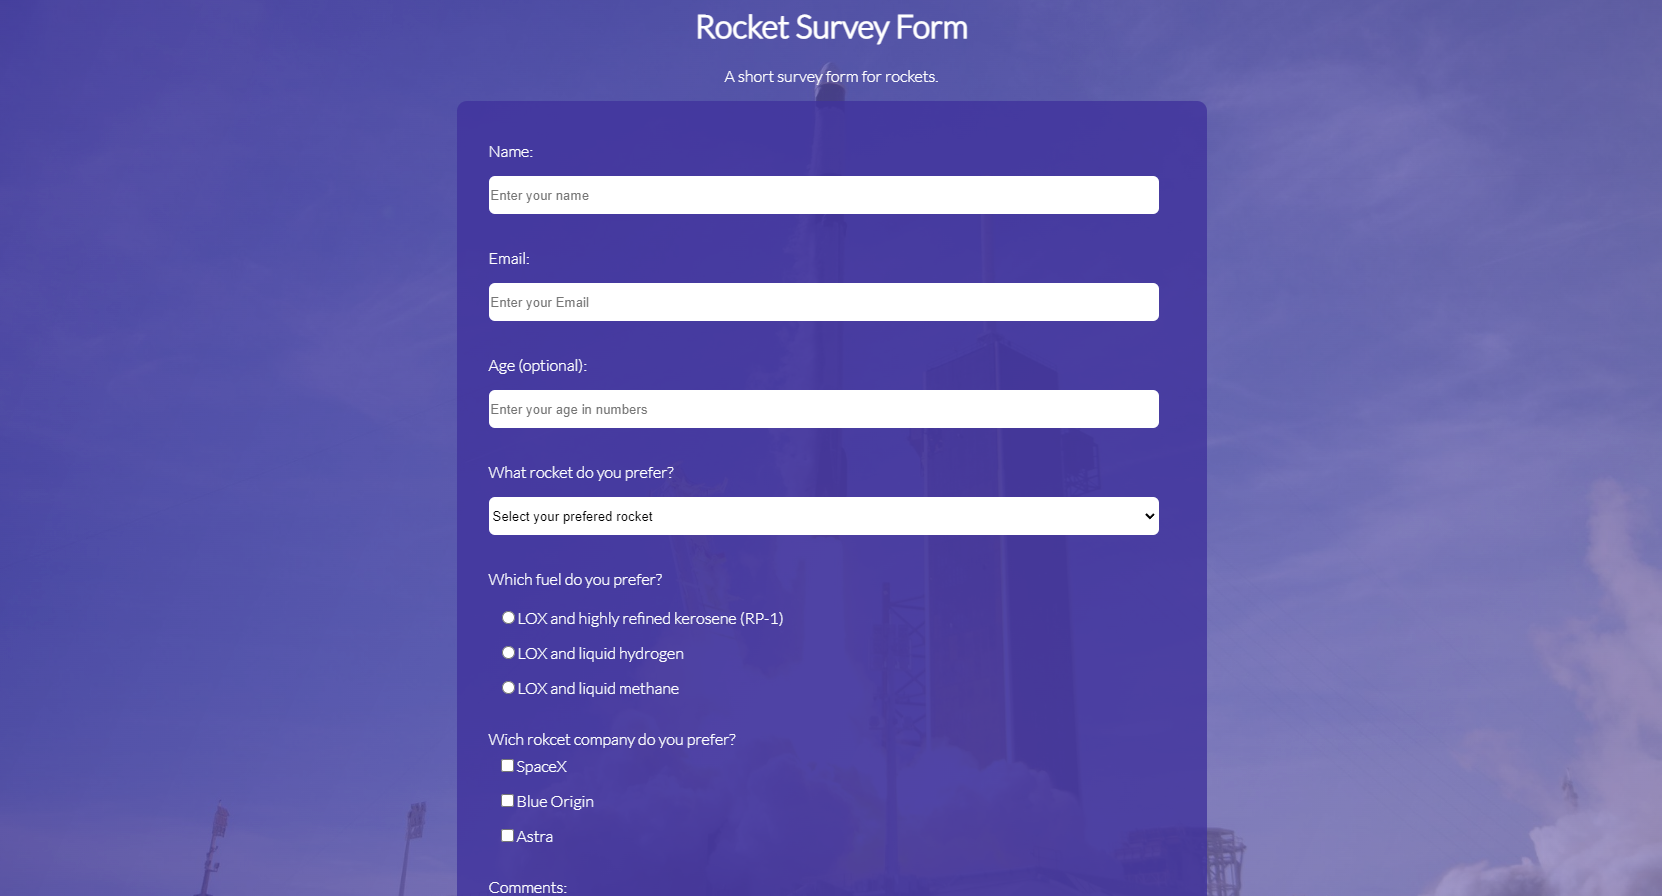 Rocket Survey Form
A short survey form for rockets.
Name:
Enter your name
Email:
Enter your Email
Age (optional):
Enter your age in numbers
What rocket do you prefer?
Select your prefered rocket
Which fuel do you prefer?
LOX and highly refined kerosene (RP-1)
LOX and liquid hydrogen
LOX and liquid methane
Wich rokcet company do you prefer?
SpaceX
Blue Origin
Astra
Comments: